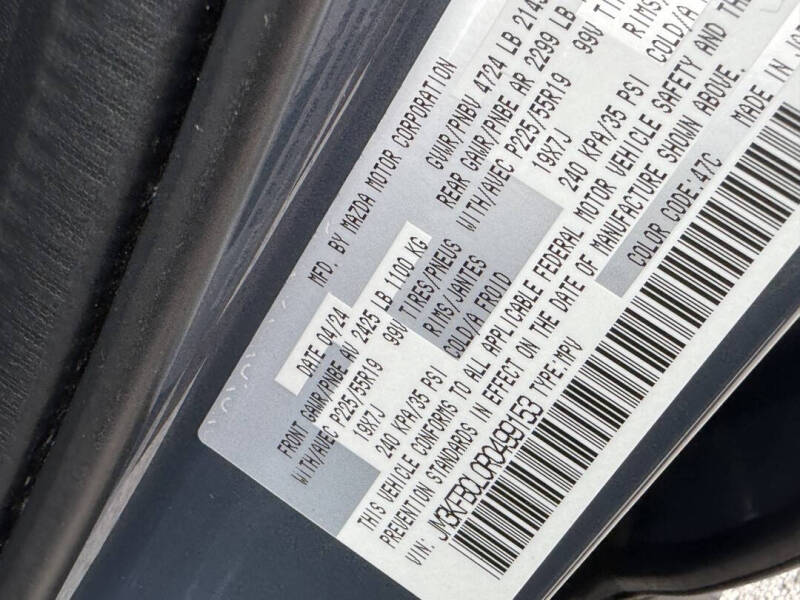 MFD. BY MAZDA MOTOR CORPORATION
DATE 04/24
GVWR/PNBV 4724 LB 214
FRONT GAWR/PNBE AV 2425 LB 1100 KG
REAR GAWR/PNBE AR 2299 LB
WITH/AVEC P225/55R19 99V TIRES/PNEUS
WITH/AVEC P225/55R19 99V
19X7J RIMS/JANTES
19X7J RIMS/
240 KPA/35 PSI COLD/A FROID
240 KPA/35 PSI COLD/A
THIS VEHICLE CONFORMS TO ALL APPLICABLE FEDERAL MOTOR VEHICLE SAFETY AND
PREVENTION STANDARDS IN EFFECT ON THE DATE OF MANUFACTURE SHOWN ABOVE.
VIN: JM3KFBCL0R0499153 TYPE:MPV
COLOR CODE:47C
MADE IN